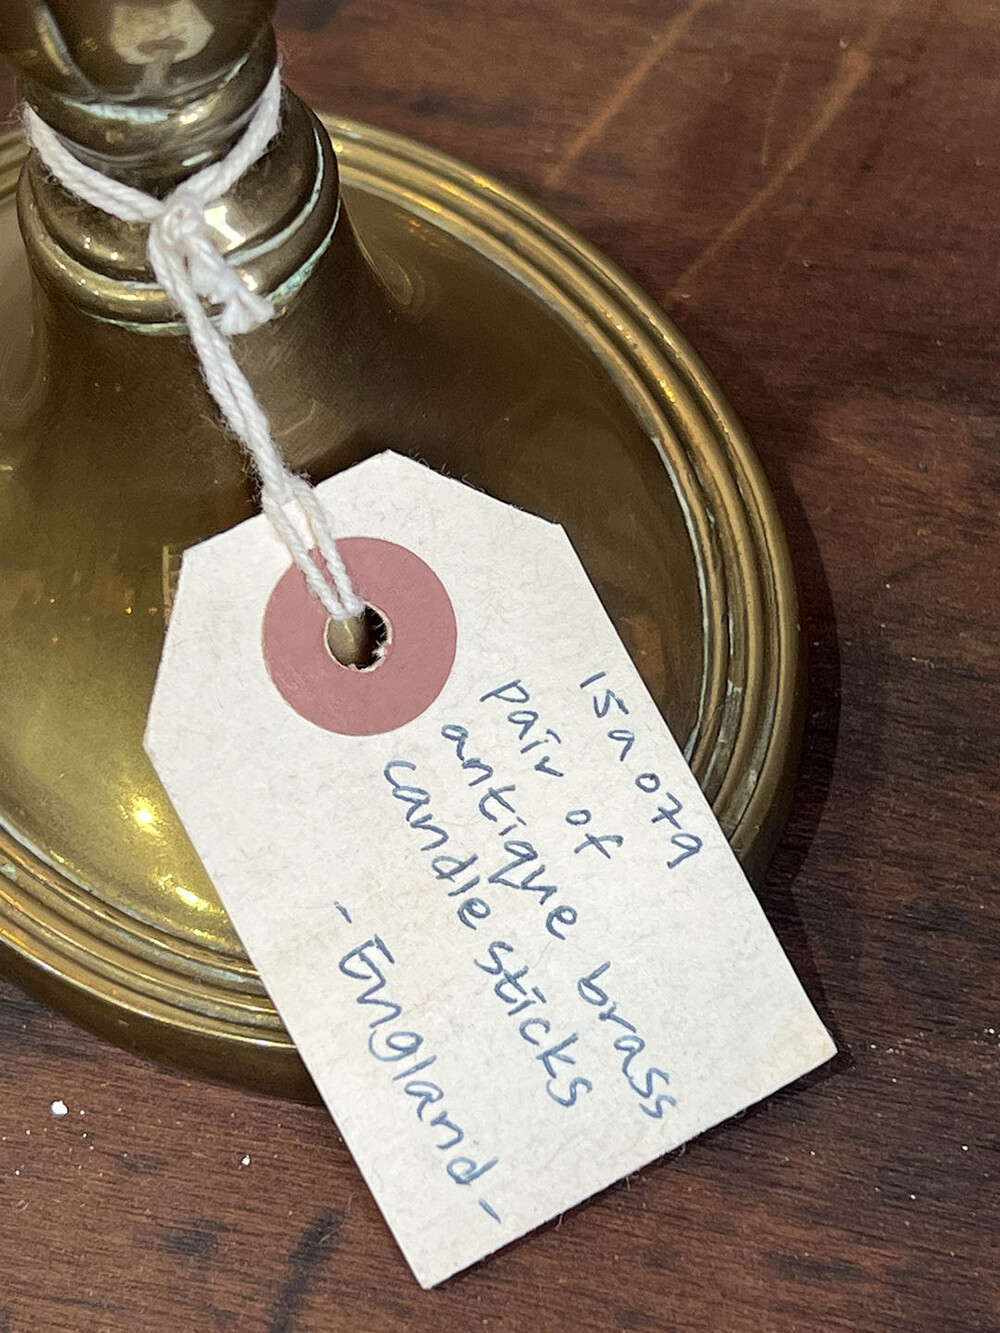 15a079
pair of
antique brass
candle sticks
- England -